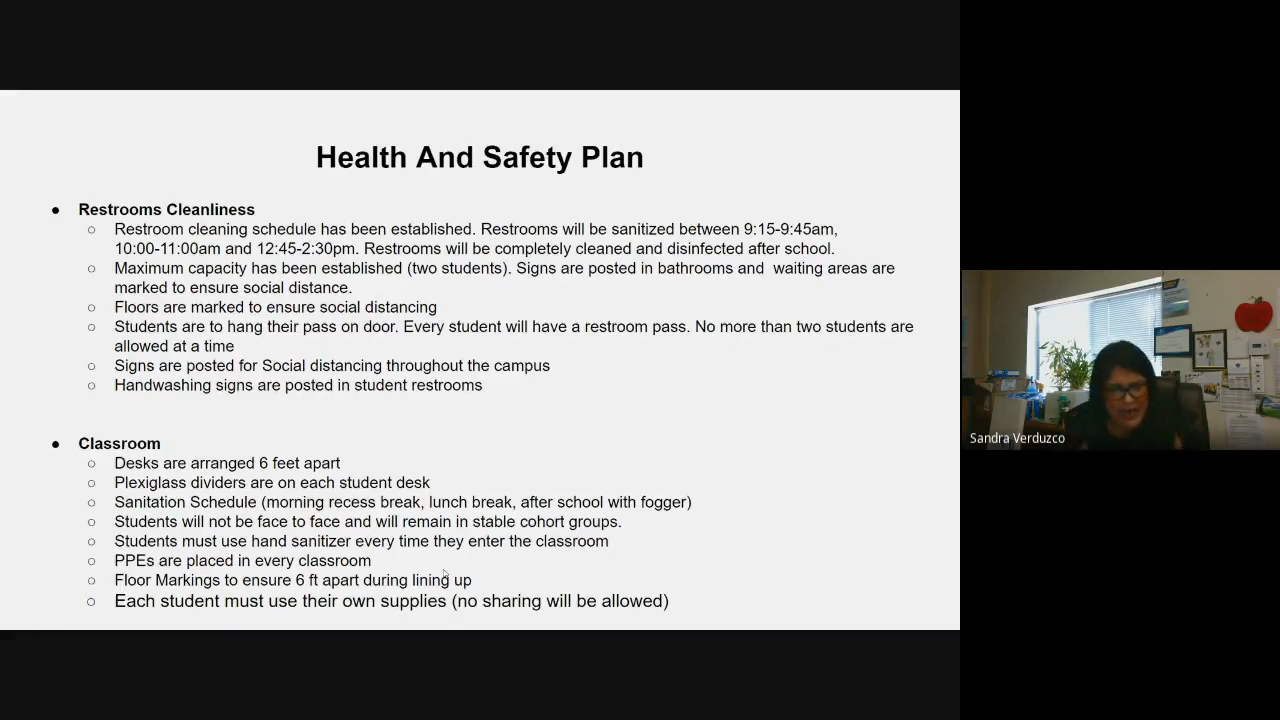 Health And Safety Plan
● Restrooms Cleanliness
○ Restroom cleaning schedule has been established. Restrooms will be sanitized between 9:15-9:45am,
10:00-11:00am and 12:45-2:30pm. Restrooms will be completely cleaned and disinfected after school.
○ Maximum capacity has been established (two students). Signs are posted in bathrooms and  waiting areas are
marked to ensure social distance.
○ Floors are marked to ensure social distancing
○ Students are to hang their pass on door. Every student will have a restroom pass. No more than two students are
allowed at a time
○ Signs are posted for Social distancing throughout the campus
○ Handwashing signs are posted in student restrooms
● Classroom
○ Desks are arranged 6 feet apart
○ Plexiglass dividers are on each student desk
○ Sanitation Schedule (morning recess break, lunch break, after school with fogger)
○ Students will not be face to face and will remain in stable cohort groups.
○ Students must use hand sanitizer every time they enter the classroom
○ PPEs are placed in every classroom
○ Floor Markings to ensure 6 ft apart during lining up
○ Each student must use their own supplies (no sharing will be allowed)
Sandra Verduzco